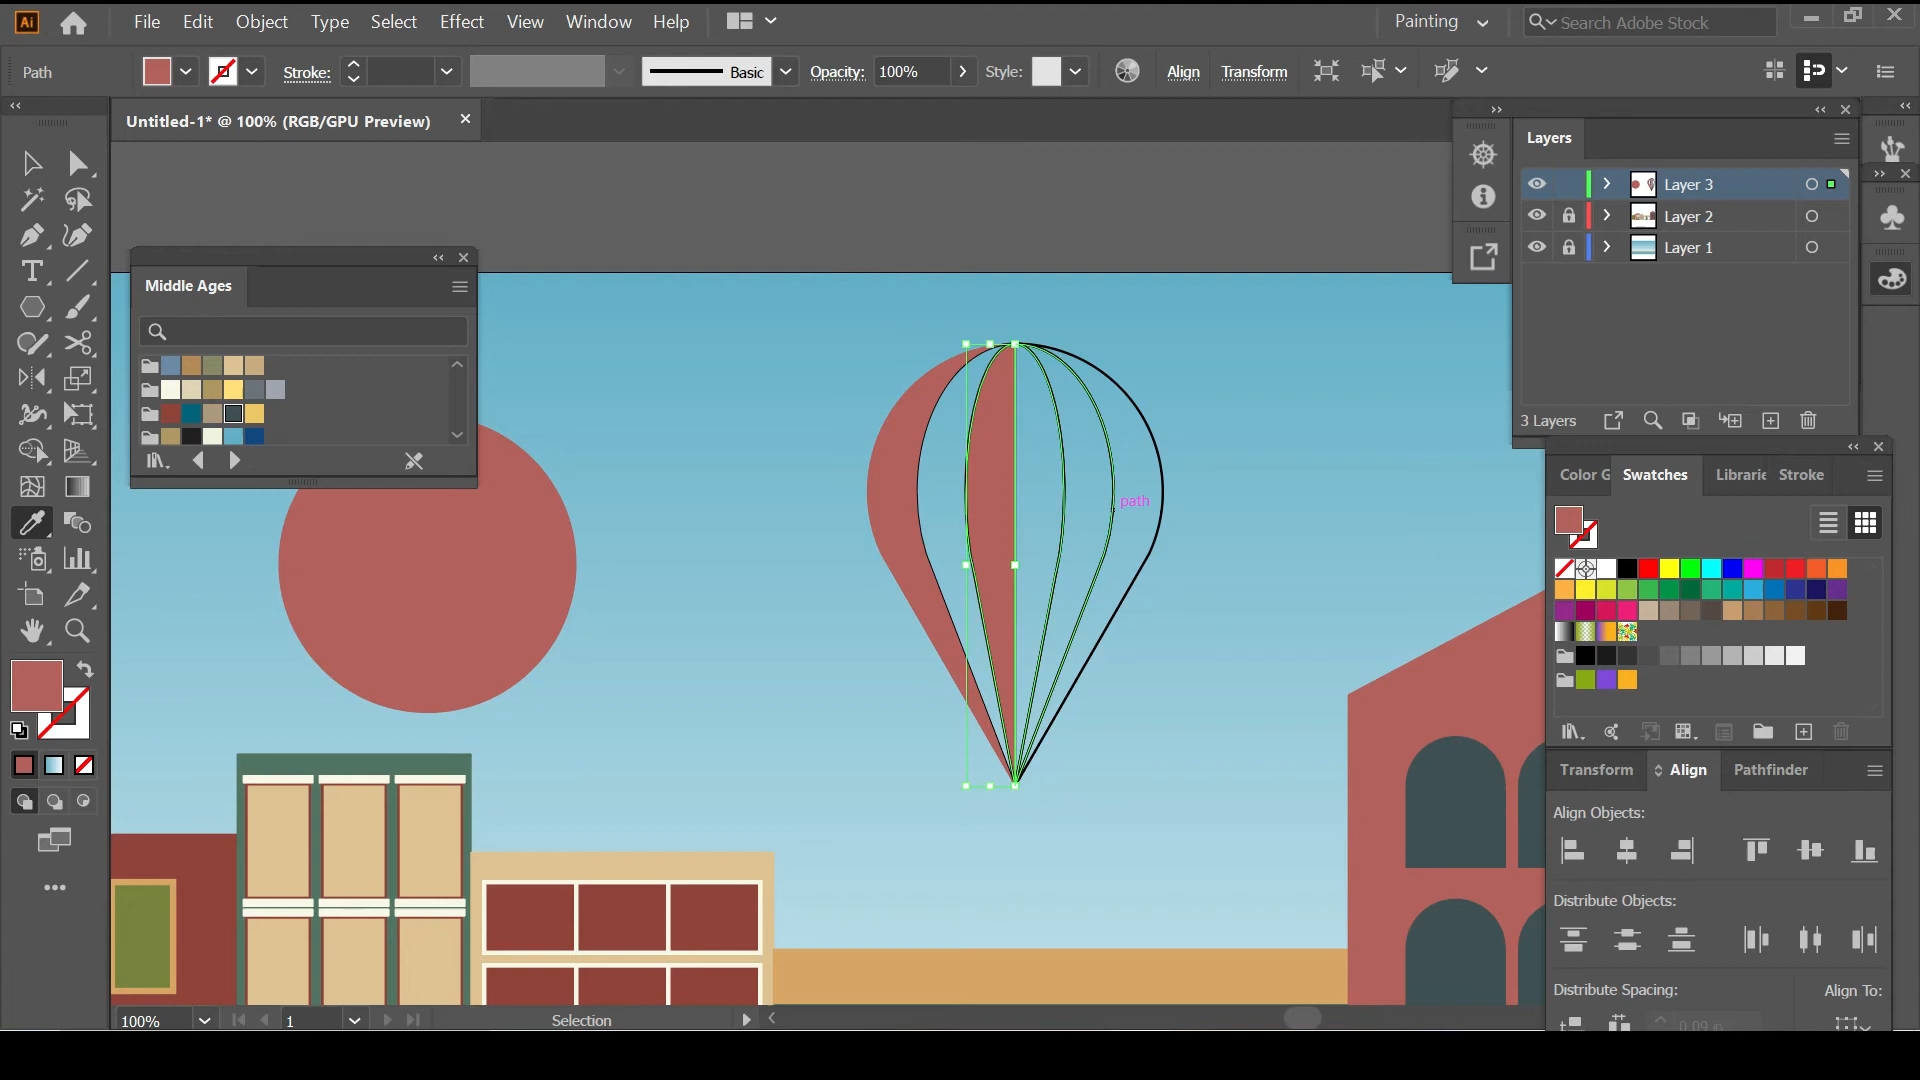 Ai File Edit Object Type Select Effect View Window Help Painting Search Adobe Stock
Path Stroke: Basic Opacity: 100% Style: Align Transform
Untitled-1* @ 100% (RGB/GPU Preview)
Layers
Layer 3
Layer 2
Layer 1
3 Layers
Middle Ages
path
Color G Swatches Librarie Stroke
Transform Align Pathfinder
Align Objects:
Distribute Objects:
Distribute Spacing: Align To:
0.09 in
100% 1 Selection